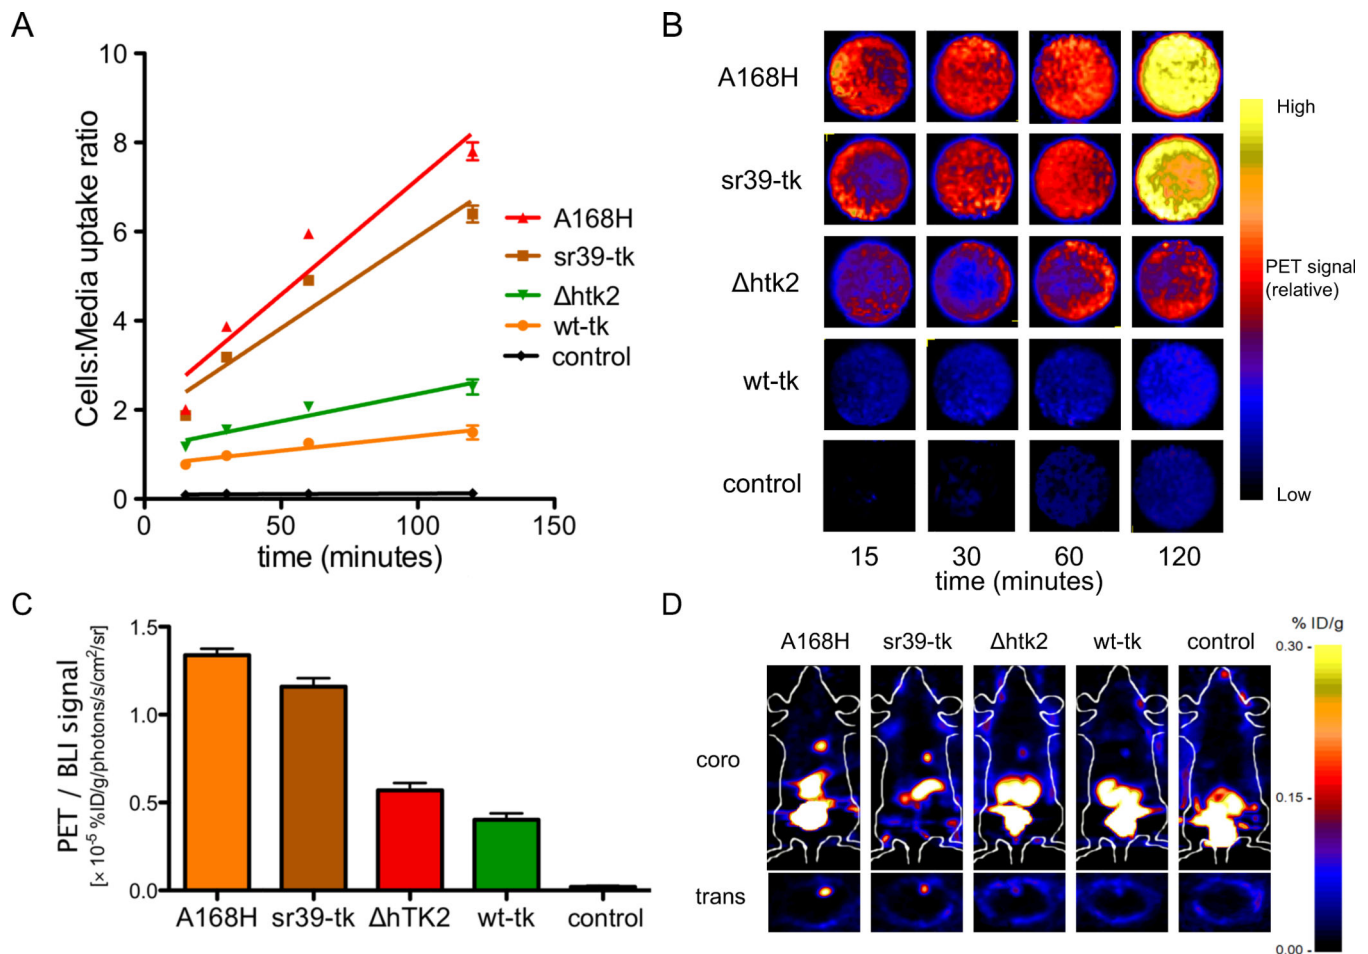 A
10
8
6
4
2
0
0
50
100
150
Cells:Media uptake ratio
time (minutes)
A168H
sr39-tk
Δhtk2
wt-tk
control
B
A168H
sr39-tk
Δhtk2
wt-tk
control
15
30
60
120
time (minutes)
High
PET signal
(relative)
Low
C
PET / BLI signal
[× 10⁻⁵ %ID/g/photons/s/cm²/sr]
1.5
1.0
0.5
0.0
A168H
sr39-tk
ΔhTK2
wt-tk
control
D
A168H
sr39-tk
Δhtk2
wt-tk
control
coro
trans
% ID/g
0.30
0.15
0.00